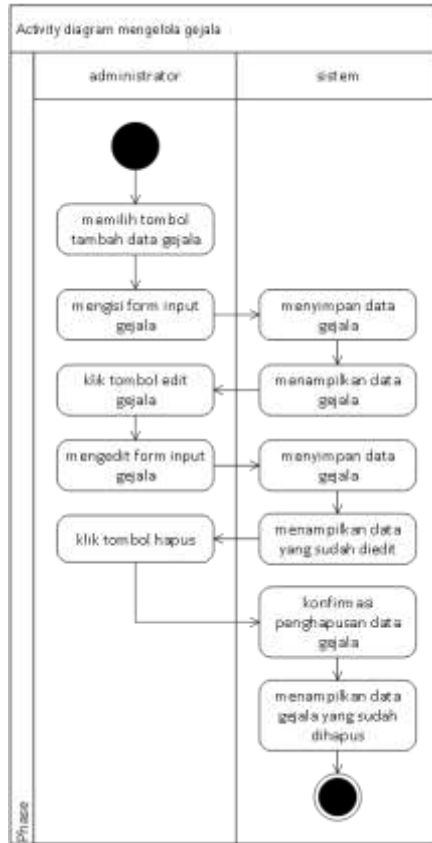 Activity diagram mengelola gejala
administrator
sistem
memilih tombol
tambah data gejala
mengisi form input
gejala
menyimpan data
gejala
klik tombol edit
gejala
menampilkan data
gejala
mengedit form input
gejala
menyimpan data
gejala
klik tombol hapus
menampilkan data
yang sudah diedit
konfirmasi
penghapusan data
gejala
menampilkan data
gejala yang sudah
dihapus
Phase